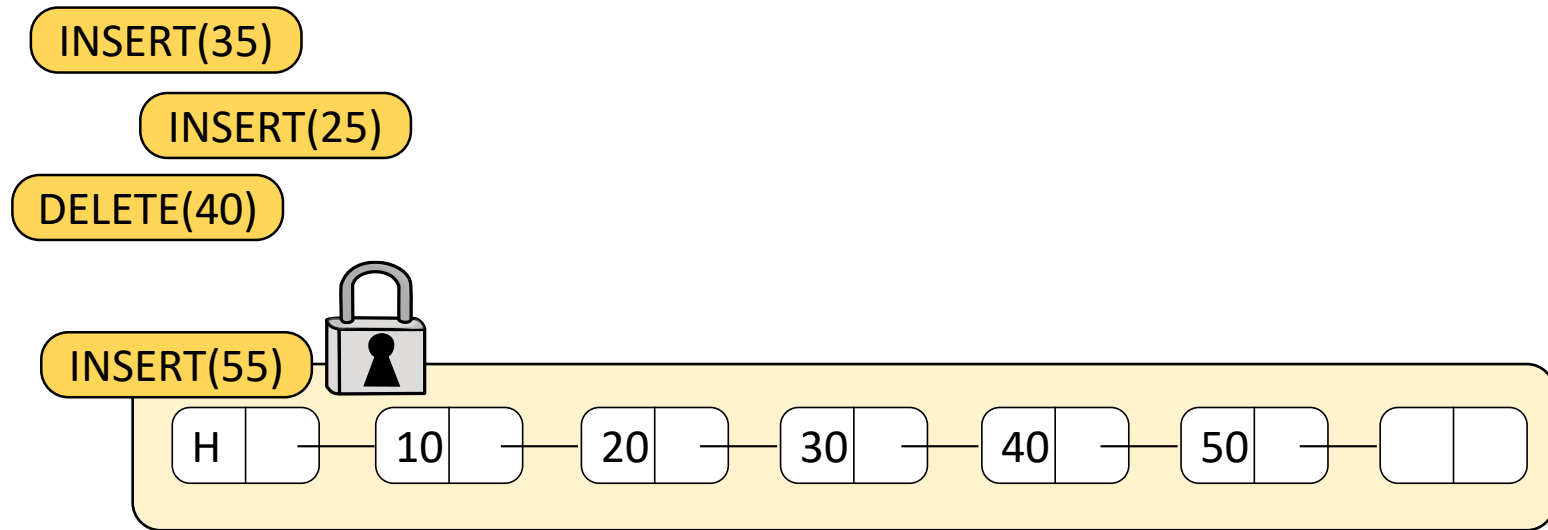 INSERT(35)
INSERT(25)
DELETE(40)
INSERT(55)
H 10 20 30 40 50